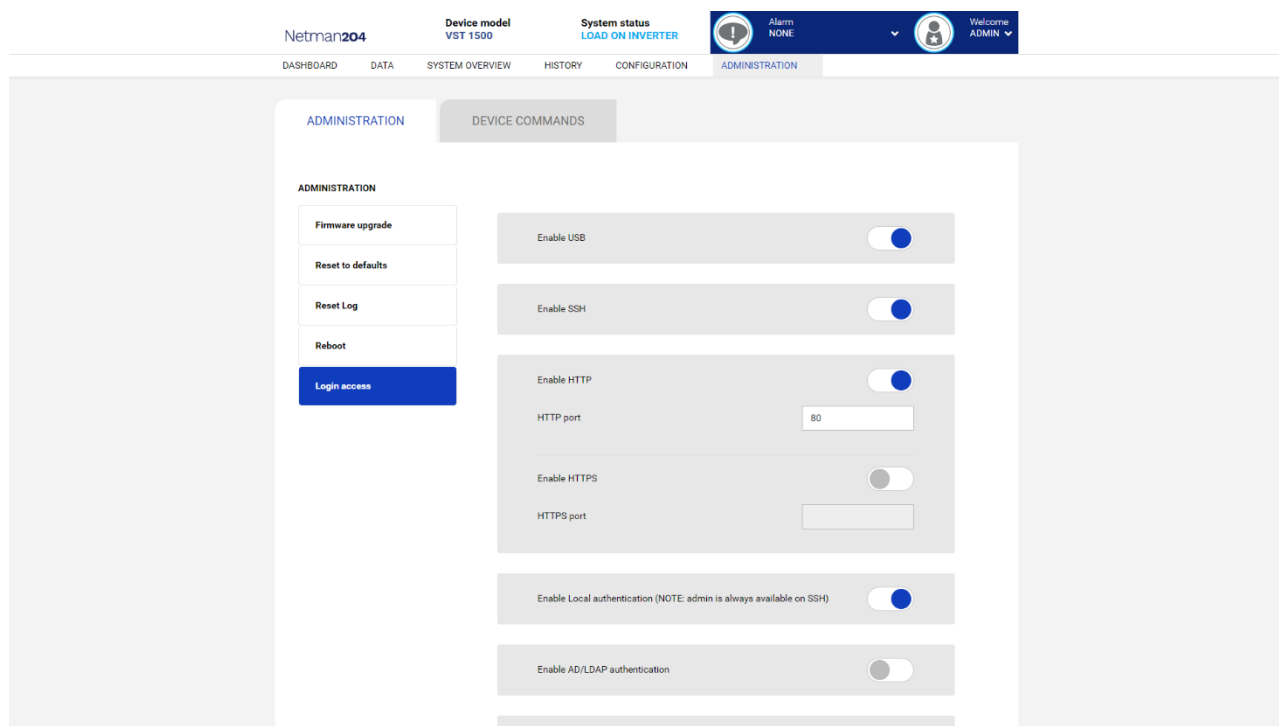 Netman204
Device model
VST 1500
System status
LOAD ON INVERTER
Alarm
NONE
Welcome
ADMIN
DASHBOARD DATA SYSTEM OVERVIEW HISTORY CONFIGURATION ADMINISTRATION
ADMINISTRATION DEVICE COMMANDS
ADMINISTRATION
Firmware upgrade
Reset to defaults
Reset Log
Reboot
Login access
Enable USB
Enable SSH
Enable HTTP
HTTP port 80
Enable HTTPS
HTTPS port
Enable Local authentication (NOTE: admin is always available on SSH)
Enable AD/LDAP authentication